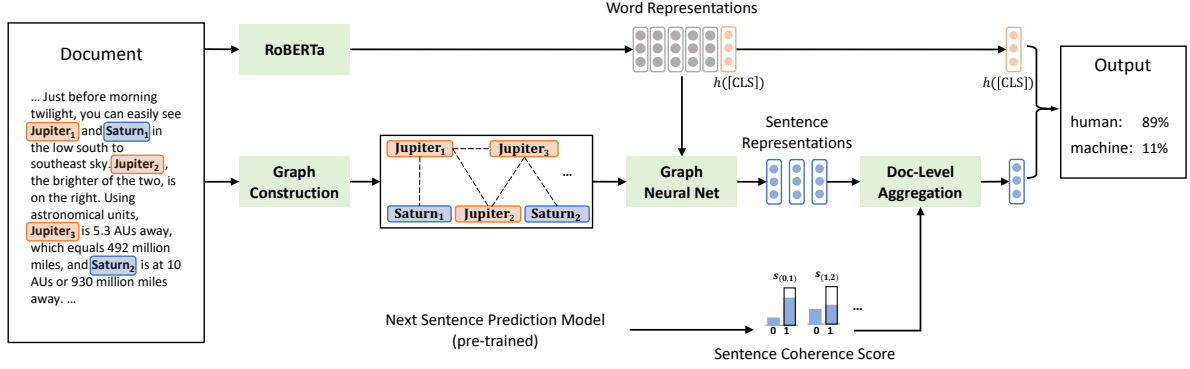 Document
… Just before morning
twilight, you can easily see
Jupiter₁ and Saturn₁ in
the low south to
southeast sky. Jupiter₂,
the brighter of the two, is
on the right. Using
astronomical units,
Jupiter₃ is 5.3 AUs away,
which equals 492 million
miles, and Saturn₂ is at 10
AUs or 930 million miles
away. …
RoBERTa
Word Representations
h([CLS])
h([CLS])
Graph
Construction
Jupiter₁
Jupiter₃
...
Saturn₁
Jupiter₂
Saturn₂
Graph
Neural Net
Sentence
Representations
Doc-Level
Aggregation
Output
human: 89%
machine: 11%
Next Sentence Prediction Model
(pre-trained)
s(0,1)
s(1,2)
...
0 1
0 1
Sentence Coherence Score